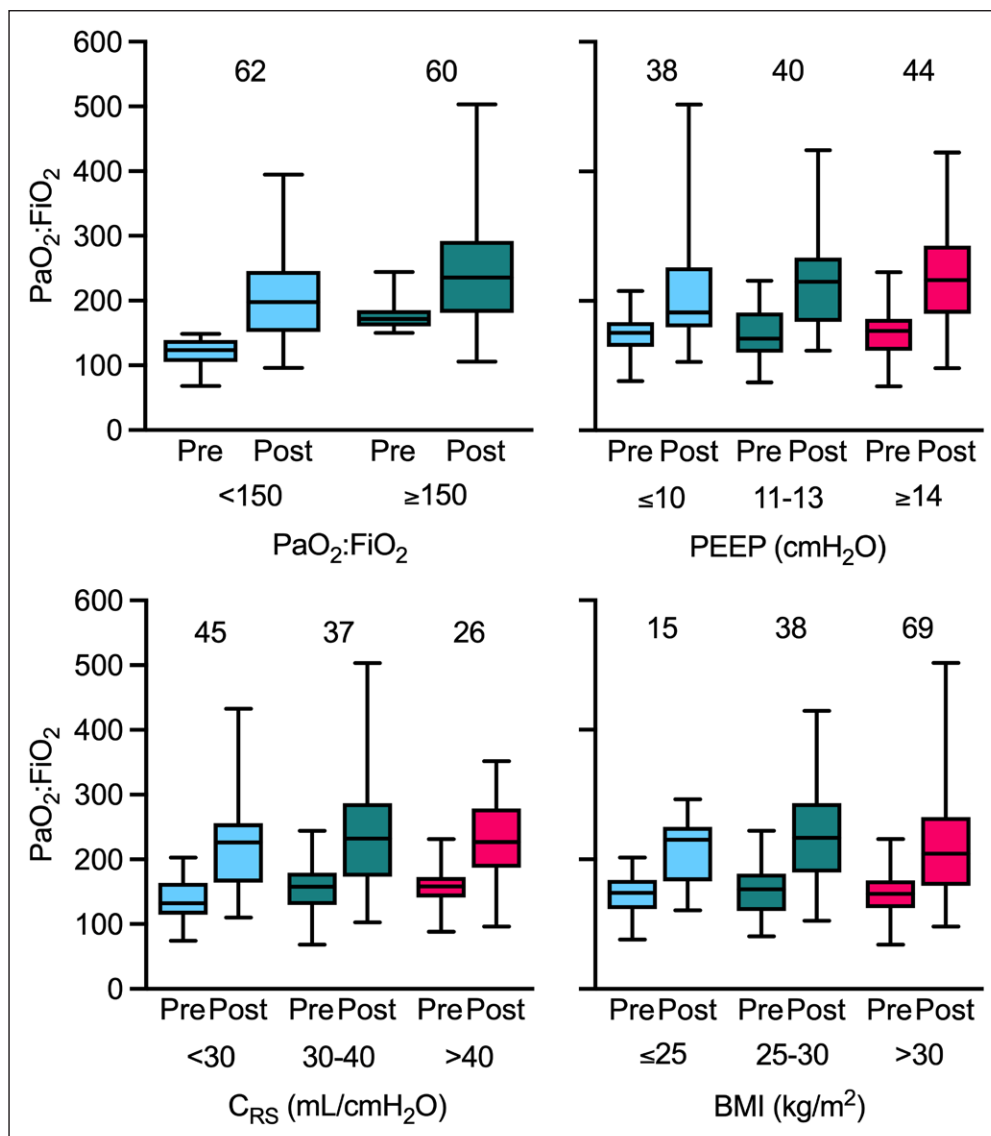 600
500
400
300
200
100
0
PaO₂:FiO₂
62 60
Pre Post Pre Post
<150 ≥150
PaO₂:FiO₂
38 40 44
Pre Post Pre Post Pre Post
≤10 11-13 ≥14
PEEP (cmH₂O)
600
500
400
300
200
100
0
PaO₂:FiO₂
45 37 26
Pre Post Pre Post Pre Post
<30 30-40 >40
C_RS (mL/cmH₂O)
15 38 69
Pre Post Pre Post Pre Post
≤25 25-30 >30
BMI (kg/m²)